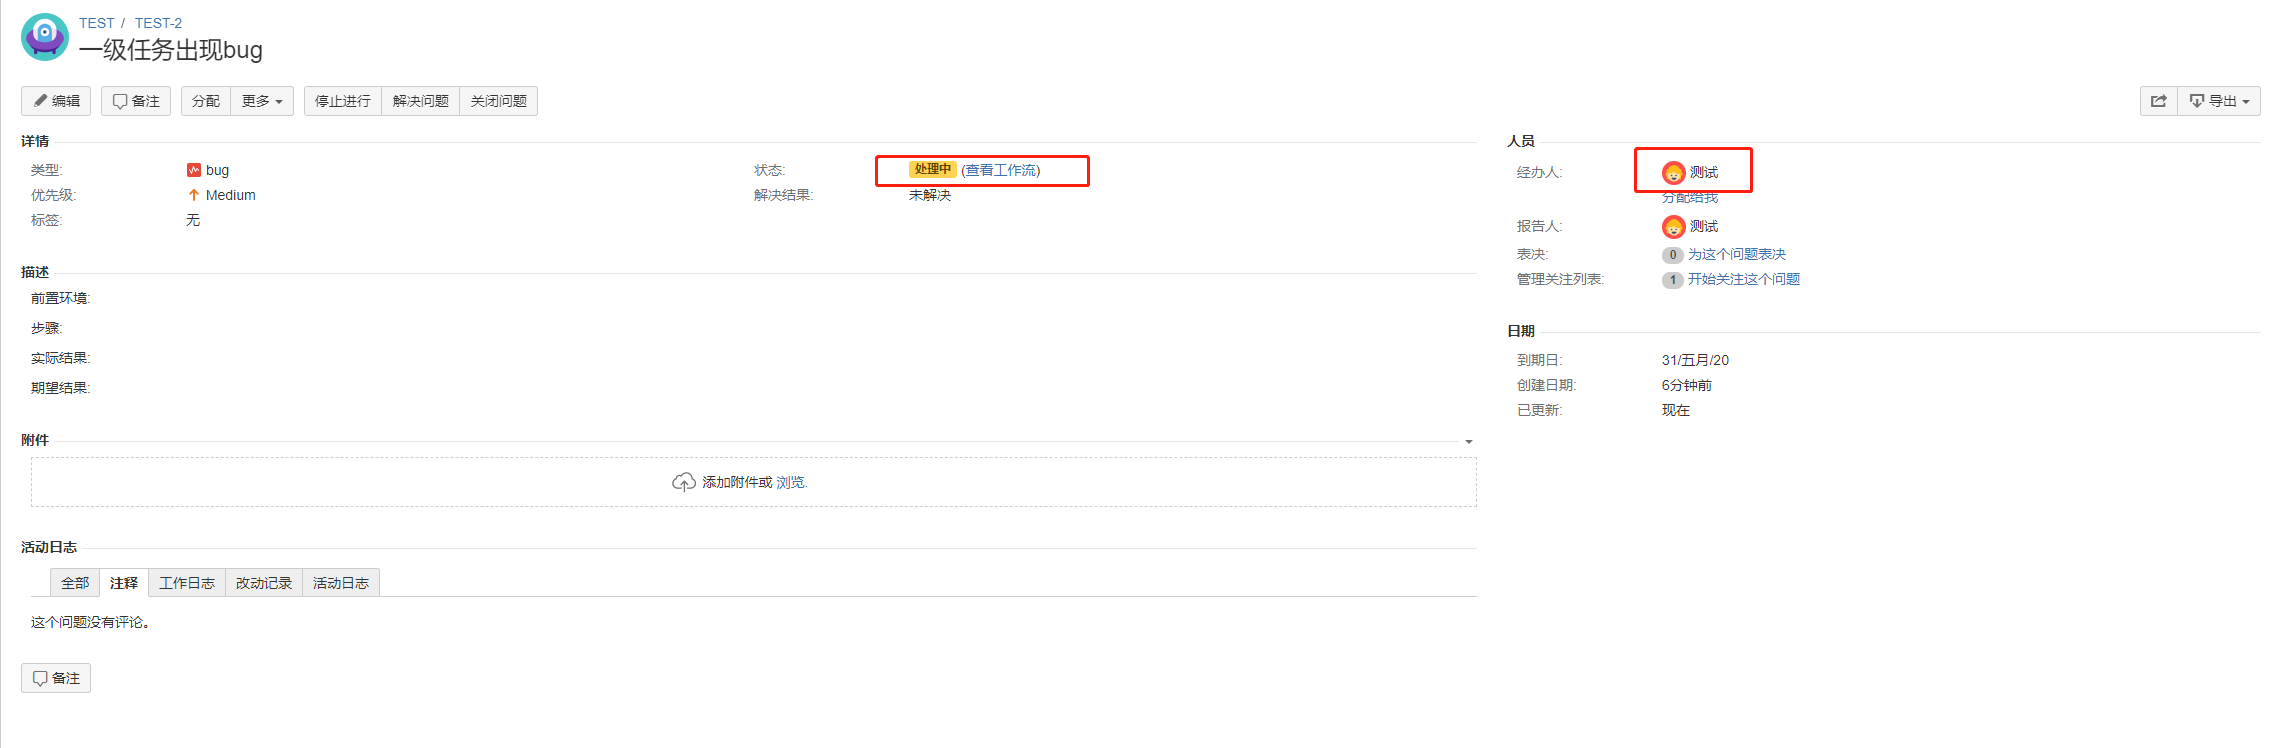 TEST / TEST-2
一级任务出现bug
编辑 备注 分配 更多 停止进行 解决问题 关闭问题 导出
详情
类型: bug 状态: 处理中 (查看工作流)
优先级: Medium 解决结果: 未解决
标签: 无
描述
前置环境:
步骤:
实际结果:
期望结果:
附件
添加附件或 浏览.
活动日志
全部 注释 工作日志 改动记录 活动日志
这个问题没有评论。
备注
人员
经办人: 测试
分配给我
报告人: 测试
表决: 0 为这个问题表决
管理关注列表: 1 开始关注这个问题
日期
到期日: 31/五月/20
创建日期: 6分钟前
已更新: 现在